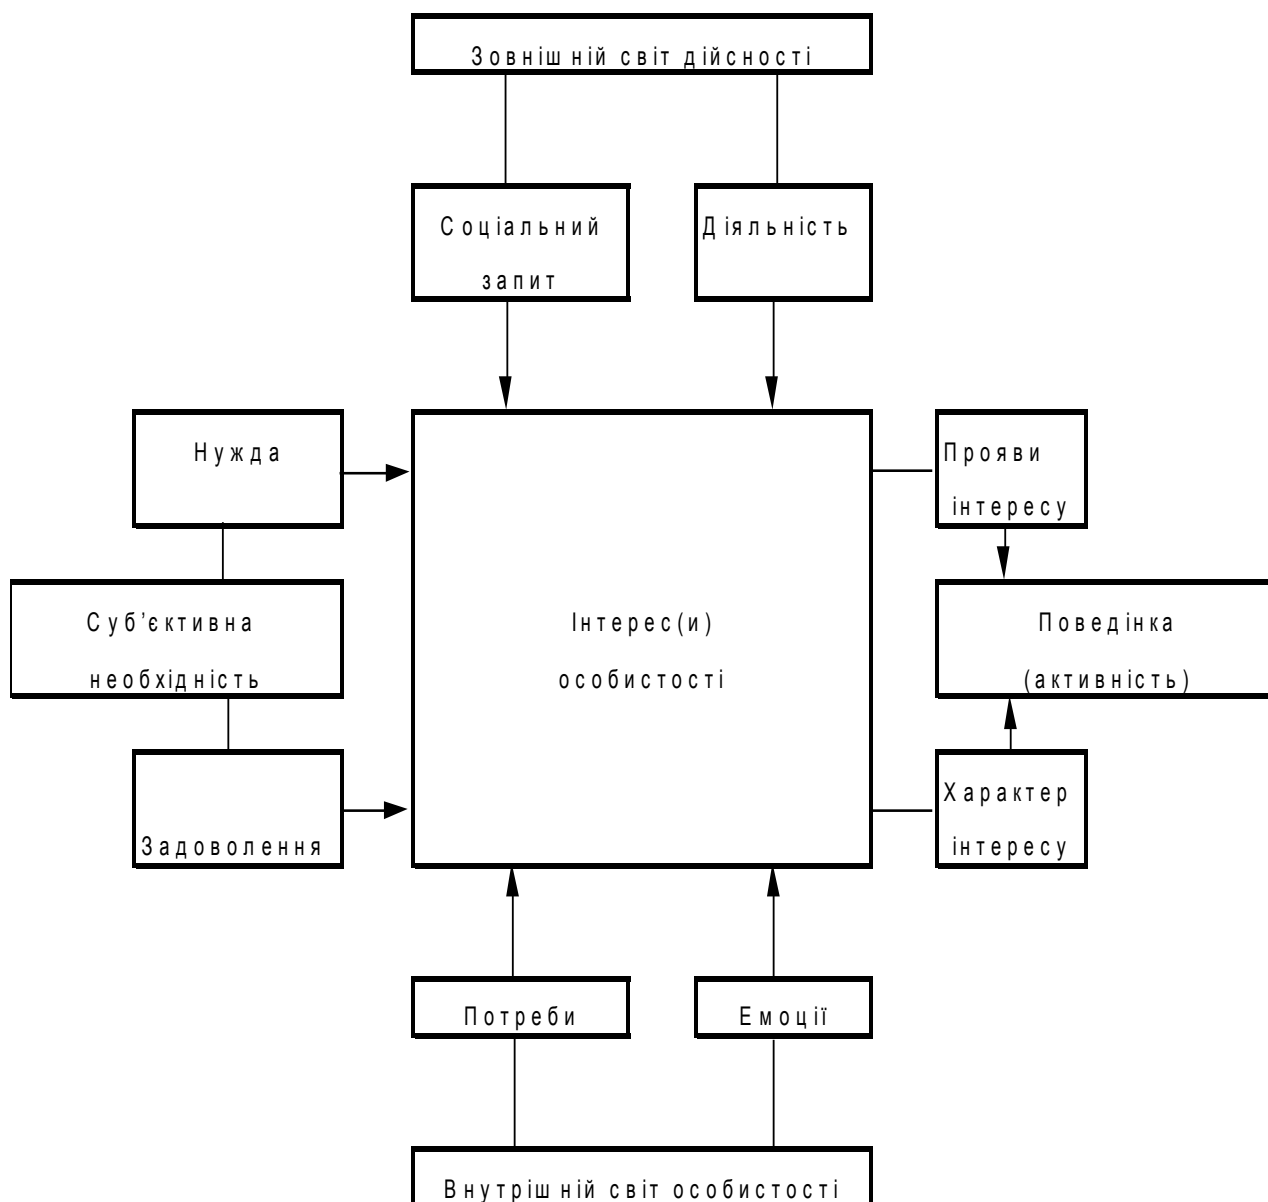 Зовнішній світ дійсності
Соціальний
запит
Діяльність
Нужда
Прояви
інтересу
Суб’єктивна
необхідність
Інтерес(и)
особистості
Поведінка
(активність)
Задоволення
Характер
інтересу
Потреби
Емоції
Внутрішній світ особистості